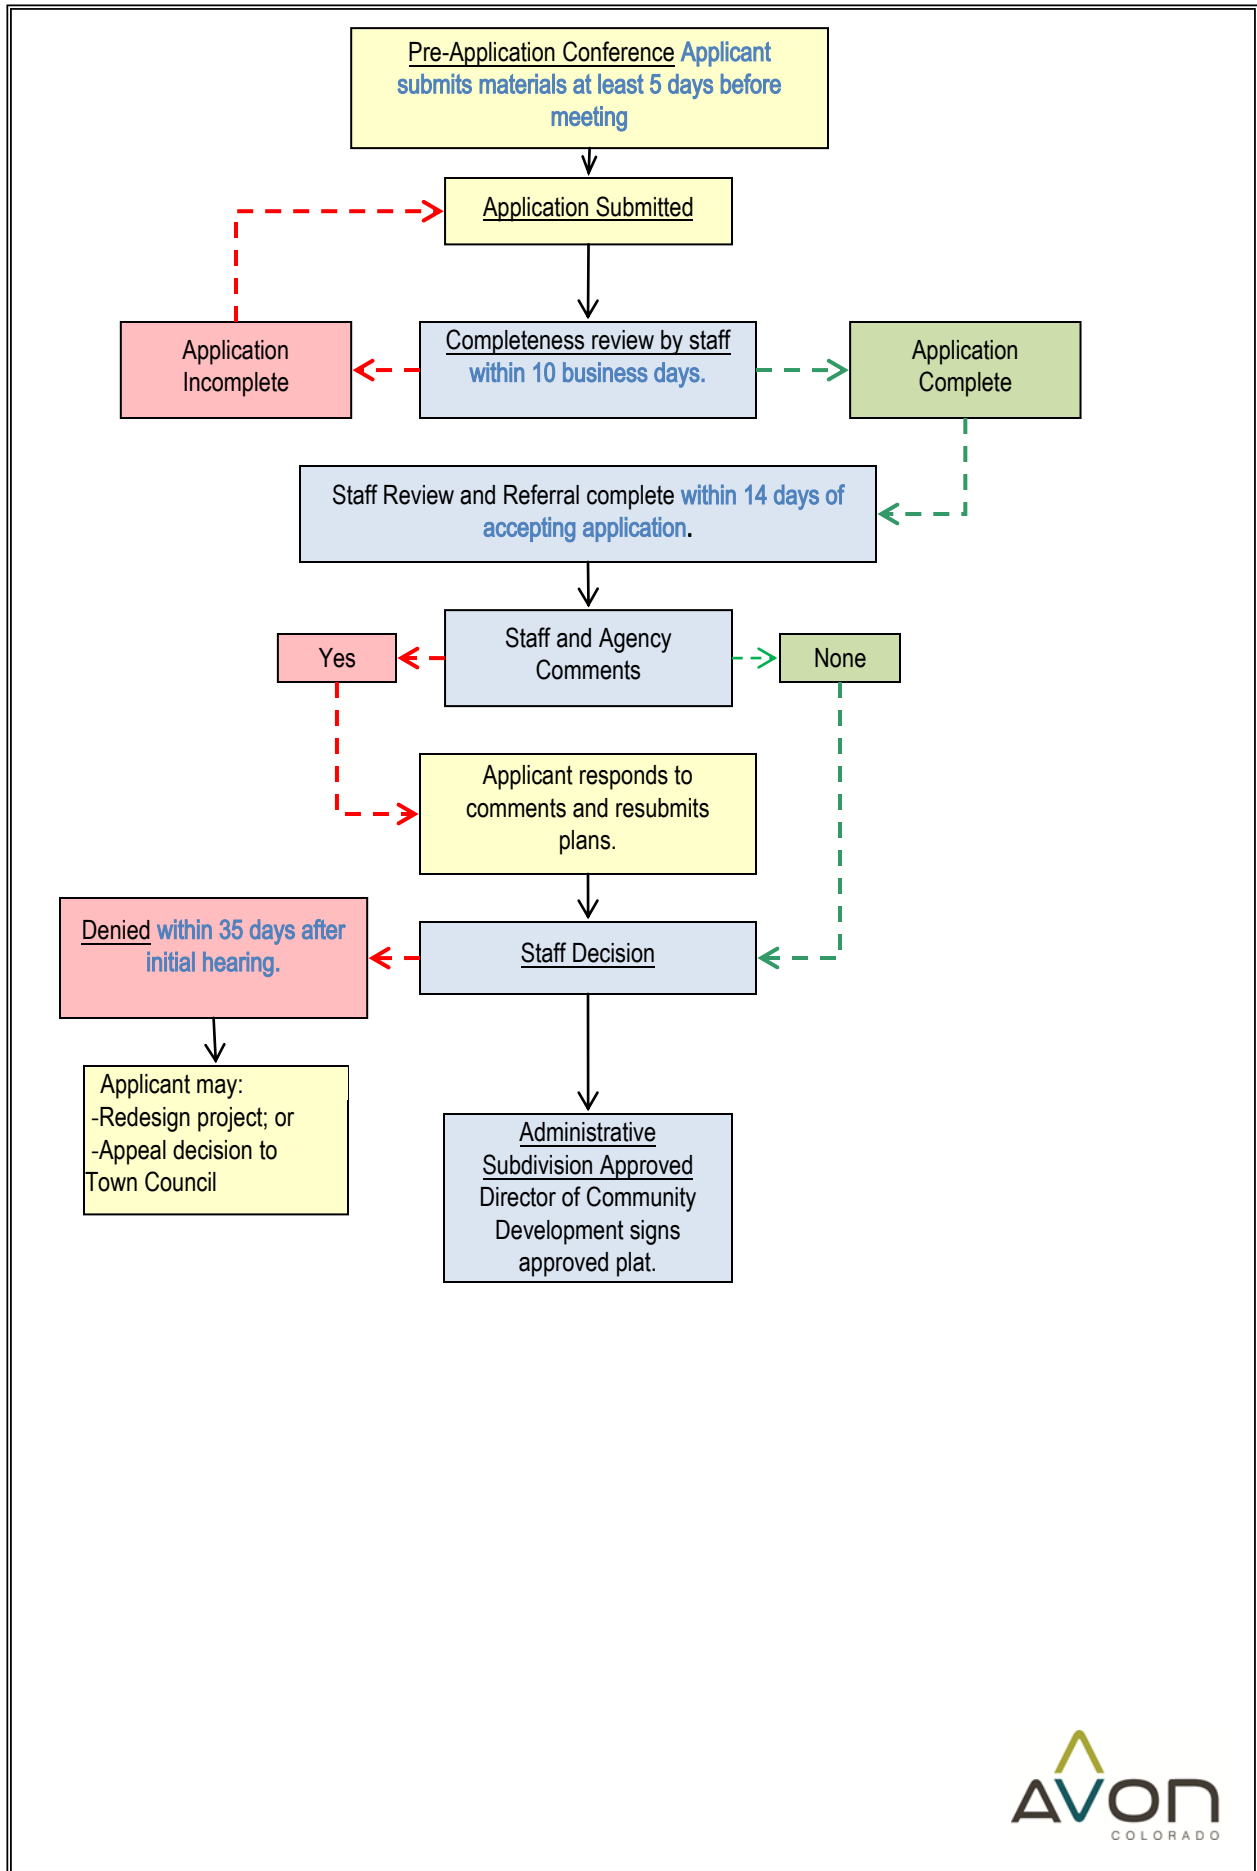 Pre-Application Conference Applicant
submits materials at least 5 days before
meeting
Application Submitted
Application
Incomplete
Completeness review by staff
within 10 business days.
Application
Complete
Staff Review and Referral complete within 14 days of
accepting application.
Yes
Staff and Agency
Comments
None
Applicant responds to
comments and resubmits
plans.
Denied within 35 days after
initial hearing.
Staff Decision
Applicant may:
-Redesign project; or
-Appeal decision to
Town Council
Administrative
Subdivision Approved
Director of Community
Development signs
approved plat.
AVON
COLORADO